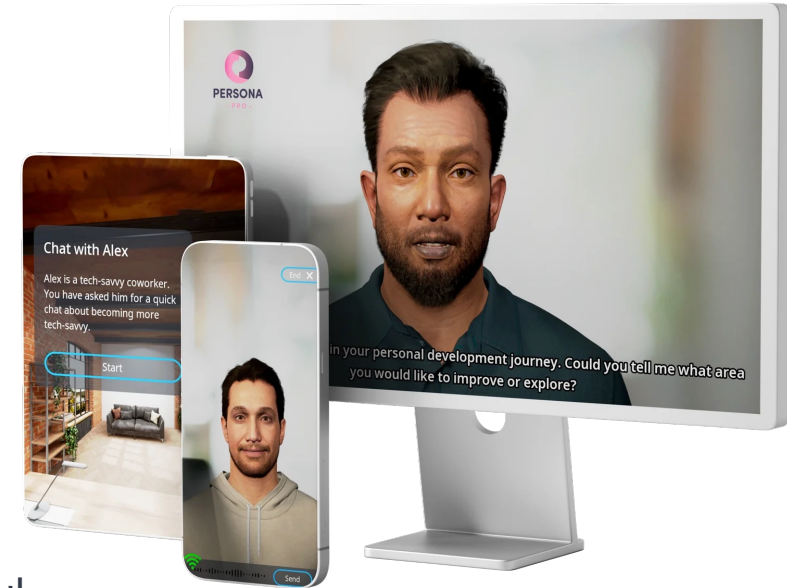 PERSONA
- PRO -
in your personal development journey. Could you tell me what area
you would like to improve or explore?
Chat with Alex
Alex is a tech-savvy coworker.
You have asked him for a quick
chat about becoming more
tech-savvy.
Start
End X
Send